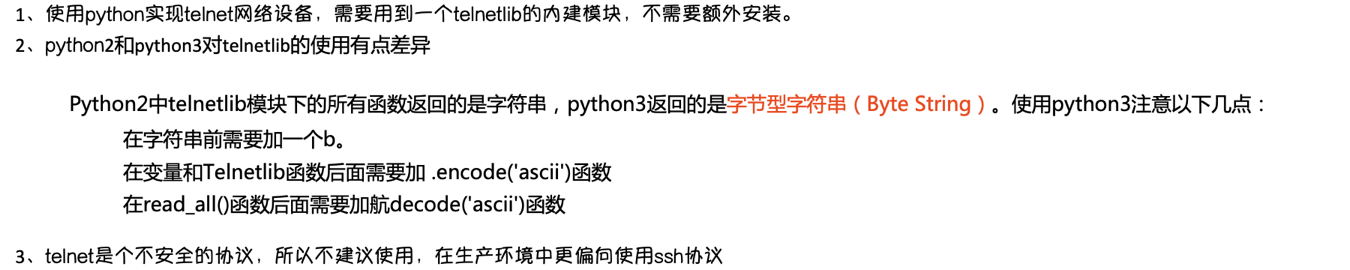 1、使用python实现telnet网络设备，需要用到一个telnetlib的内建模块，不需要额外安装。
2、python2和python3对telnetlib的使用有点差异
Python2中telnetlib模块下的所有函数返回的是字符串，python3返回的是字节型字符串（Byte String）。使用python3注意以下几点：
在字符串前需要加一个b。
在变量和Telnetlib函数后面需要加 .encode('ascii')函数
在read_all()函数后面需要加航decode('ascii')函数
3、telnet是个不安全的协议，所以不建议使用，在生产环境中更偏向使用ssh协议